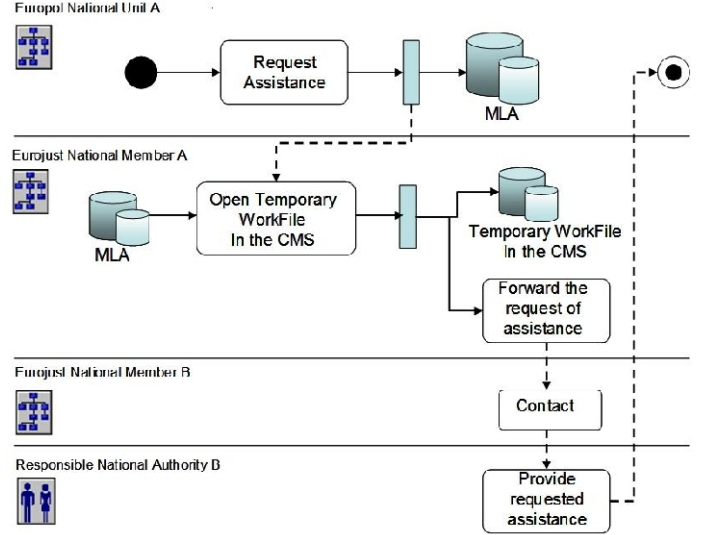 Europol National Unit A
Request
Assistance
MLA
Eurojust National Member A
Open Temporary
WorkFile
In the CMS
MLA
Temporary WorkFile
In the CMS
Forward the
request of
assistance
Eurojust National Member B
Contact
Responsible National Authority B
Provide
requested
assistance